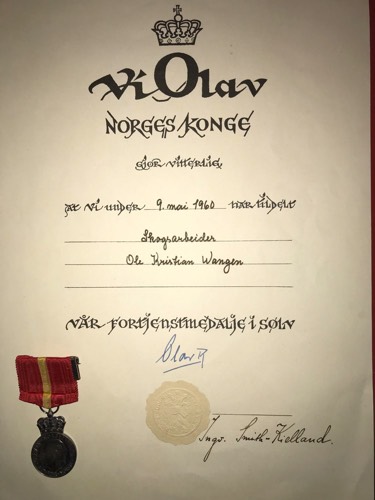 Vi Olav
NORGES KONGE
GJØR VITTERLIG
AT VI UNDER 9. mai 1960 HAR TILDELT
Skogsarbeider
Ole Kristian Wangen
VÅR FORTJENSTMEDALJE I SØLV
Olav R
Ingv. Smith-Kielland.